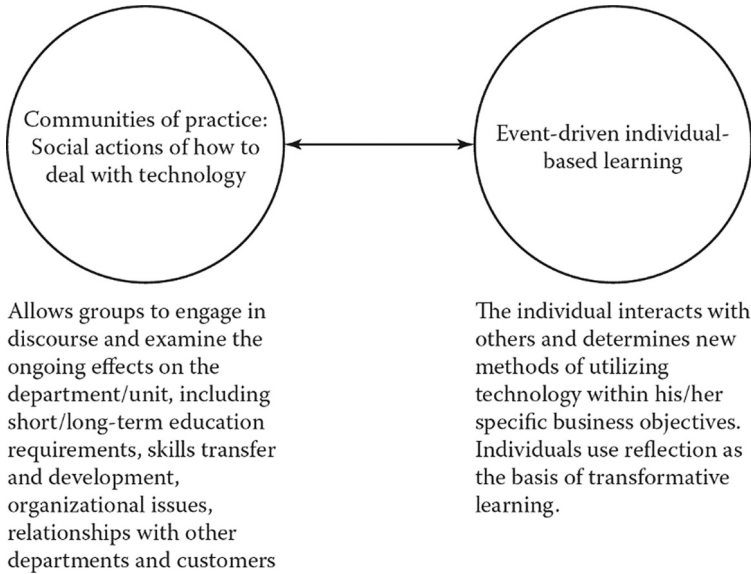 Communities of practice:
Social actions of how to
deal with technology
Event-driven individual-
based learning
Allows groups to engage in
discourse and examine the
ongoing effects on the
department/unit, including
short/long-term education
requirements, skills transfer
and development,
organizational issues,
relationships with other
departments and customers
The individual interacts with
others and determines new
methods of utilizing
technology within his/her
specific business objectives.
Individuals use reflection as
the basis of transformative
learning.